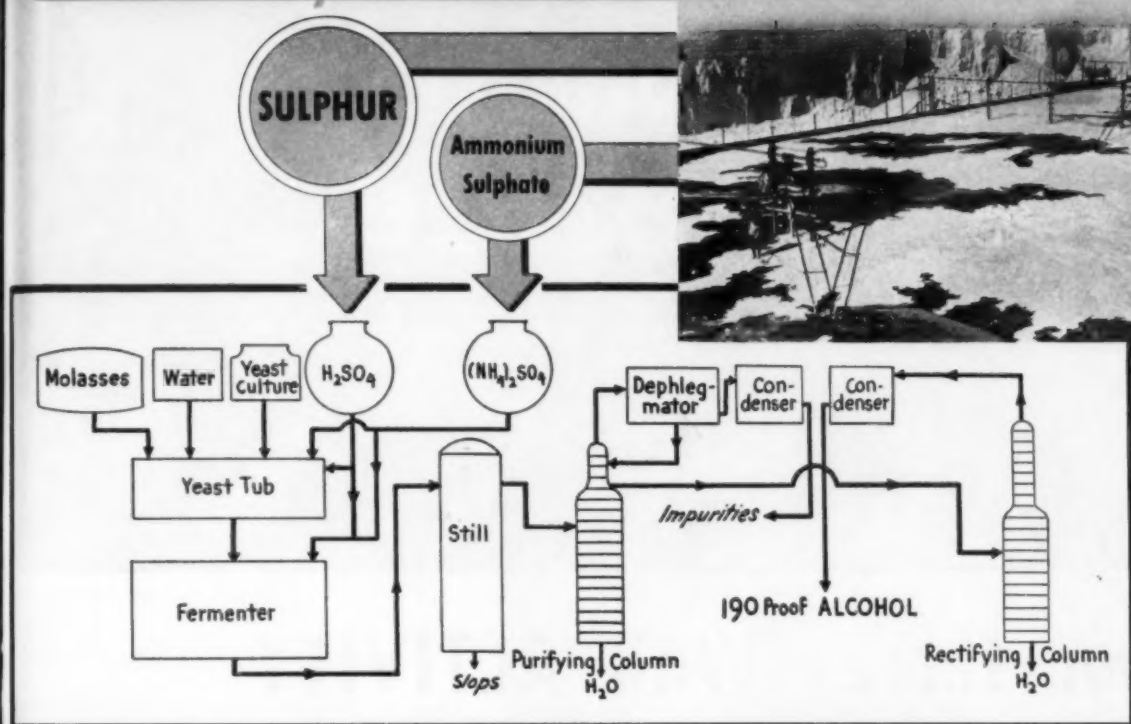 SULPHUR
Ammonium
Sulphate
Molasses
Water
Yeast
Culture
H₂SO₄
(NH₄)₂SO₄
Dephleg-
mator
Con-
denser
Con-
denser
Yeast Tub
Still
Impurities
Fermenter
190 Proof ALCOHOL
Slops
Purifying Column
H₂O
Rectifying Column
H₂O